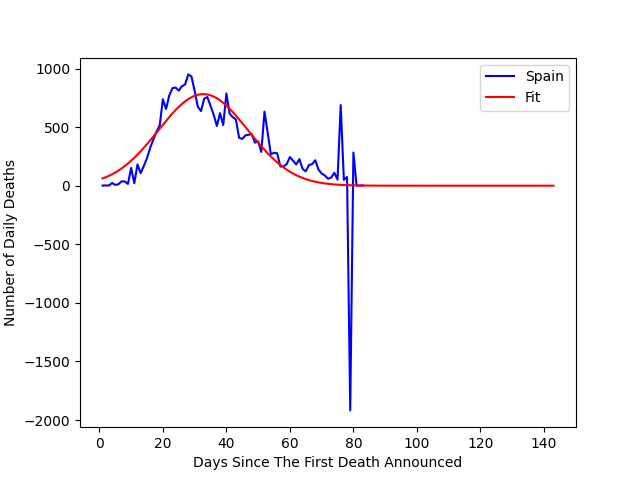 1000
500
0
−500
−1000
−1500
−2000
Number of Daily Deaths
Spain
Fit
0 20 40 60 80 100 120 140
Days Since The First Death Announced